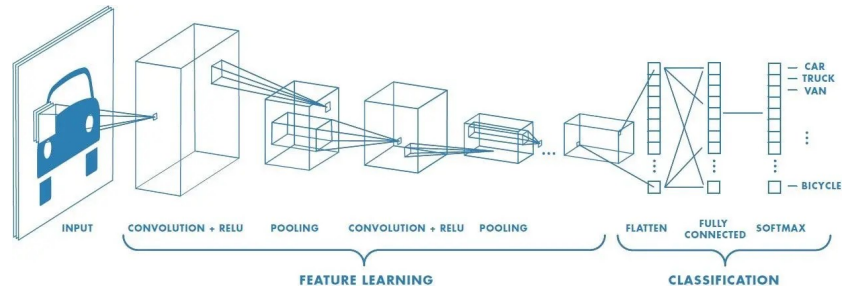 CAR
TRUCK
VAN
BICYCLE
INPUT
CONVOLUTION + RELU
POOLING
CONVOLUTION + RELU
POOLING
FLATTEN
FULLY
CONNECTED
SOFTMAX
FEATURE LEARNING
CLASSIFICATION